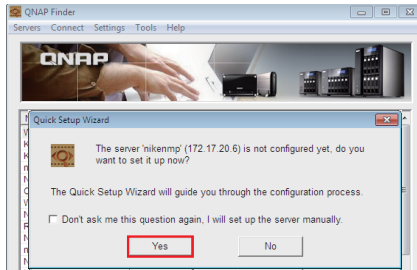 QNAP Finder
Servers Connect Settings Tools Help
QNAP
Quick Setup Wizard
The server 'nikenmp' (172.17.20.6) is not configured yet, do you
want to set it up now?
The Quick Setup Wizard will guide you through the configuration process.
Don't ask me this question again, I will set up the server manually.
Yes No